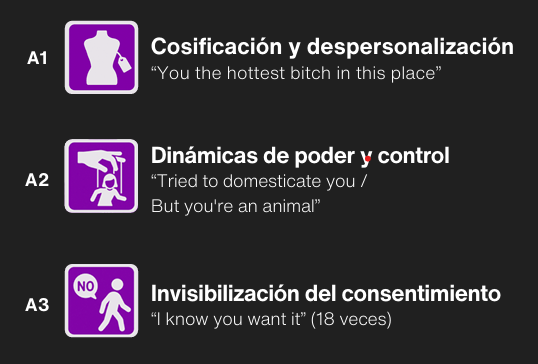 A1
Cosificación y despersonalización
“You the hottest bitch in this place”
A2
Dinámicas de poder y control
“Tried to domesticate you /
But you're an animal”
NO
A3
Invisibilización del consentimiento
“I know you want it” (18 veces)